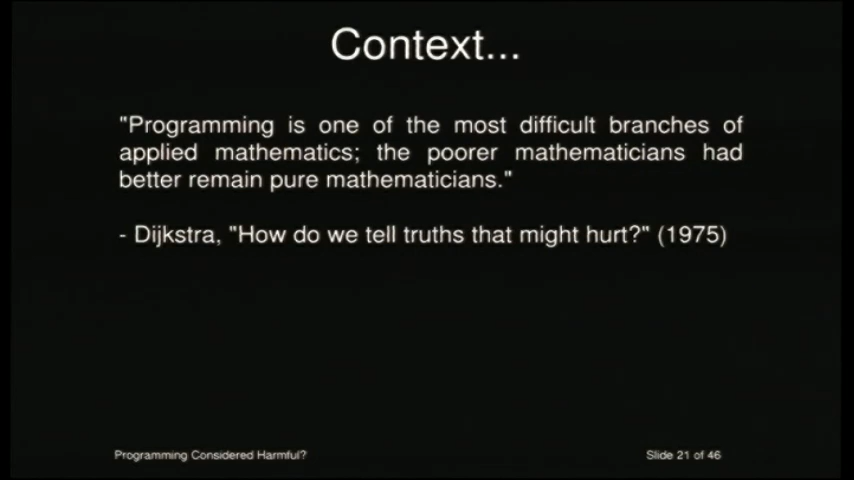 Context...
"Programming is one of the most difficult branches of
applied mathematics; the poorer mathematicians had
better remain pure mathematicians."
- Dijkstra, "How do we tell truths that might hurt?" (1975)
Programming Considered Harmful?
Slide 21 of 46